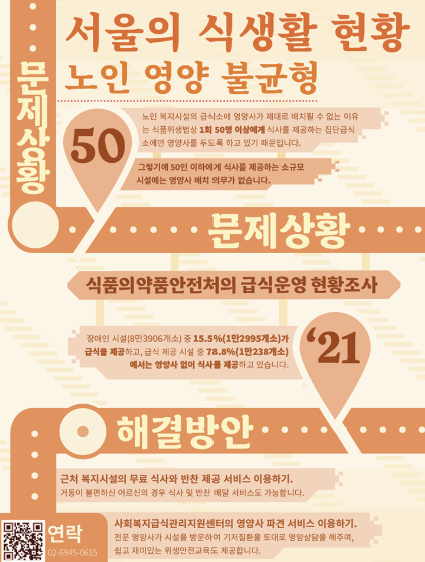 서울의 식생활 현황
노인 영양 불균형
문제상황
50
노인 복지시설의 급식소에 영양사가 제대로 배치될 수 없는 이유
는 식품위생법상 1회 50명 이상에게 식사를 제공하는 집단급식
소에만 영양사를 두도록 하고 있기 때문입니다.
그렇기에 50인 이하에게 식사를 제공하는 소규모
시설에는 영양사 배치 의무가 없습니다.
문제상황
식품의약품안전처의 급식운영 현황조사
장애인 시설(8만3906개소) 중 15.5%(1만2995개소)가
급식을 제공하고, 급식 제공 시설 중 78.8%(1만238개소)
에서는 영양사 없이 식사를 제공하고 있습니다.
‘21
해결방안
근처 복지시설의 무료 식사와 반찬 제공 서비스 이용하기.
거동이 불편하신 어르신의 경우 식사 및 반찬 배달 서비스도 가능합니다.
사회복지급식관리지원센터의 영양사 파견 서비스 이용하기.
전문 영양사가 시설을 방문하여 기저질환을 토대로 영양상담을 해주며,
쉽고 재미있는 위생안전교육도 제공합니다.
연락
02-6945-0615